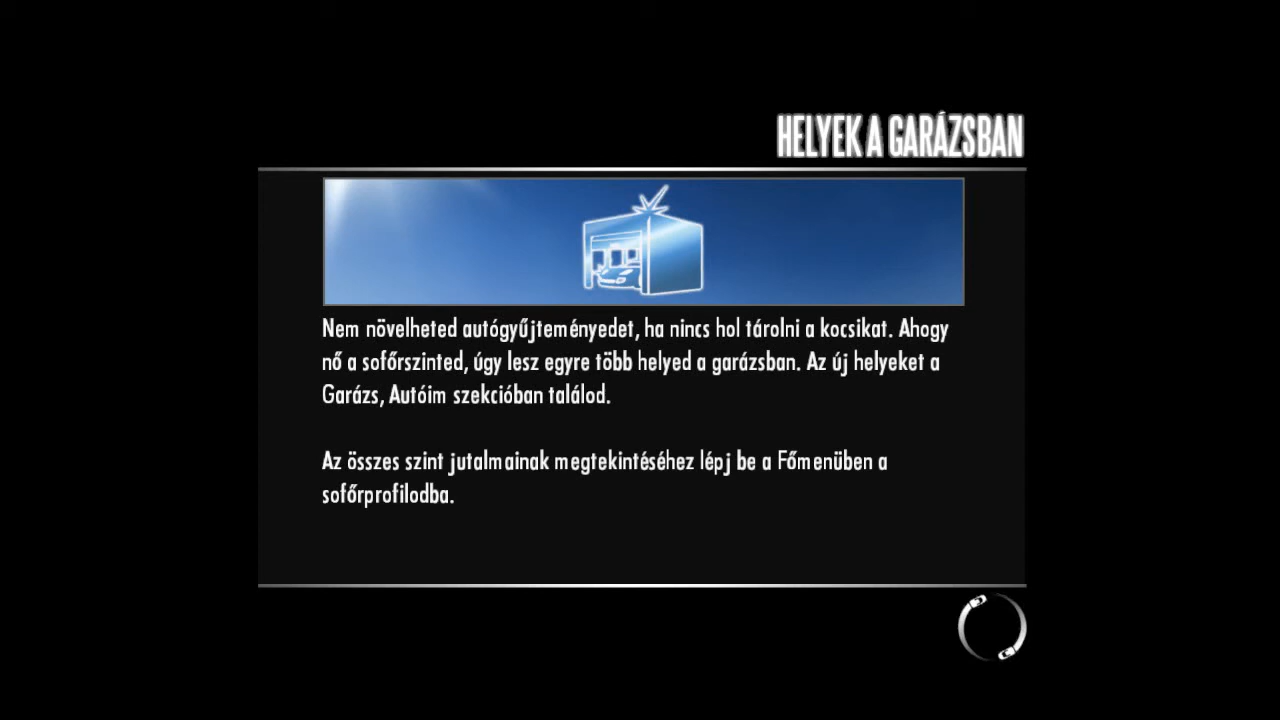 HELYEK A GARÁZSBAN
Nem növelheted autógyűjteményedet, ha nincs hol tárolni a kocsikat. Ahogy
nő a sofőrszinted, úgy lesz egyre több helyed a garázsban. Az új helyeket a
Garázs, Autóim szekcióban találod.
Az összes szint jutalmainak megtekintéséhez lépj be a Főmenüben a
sofőrprofilodba.